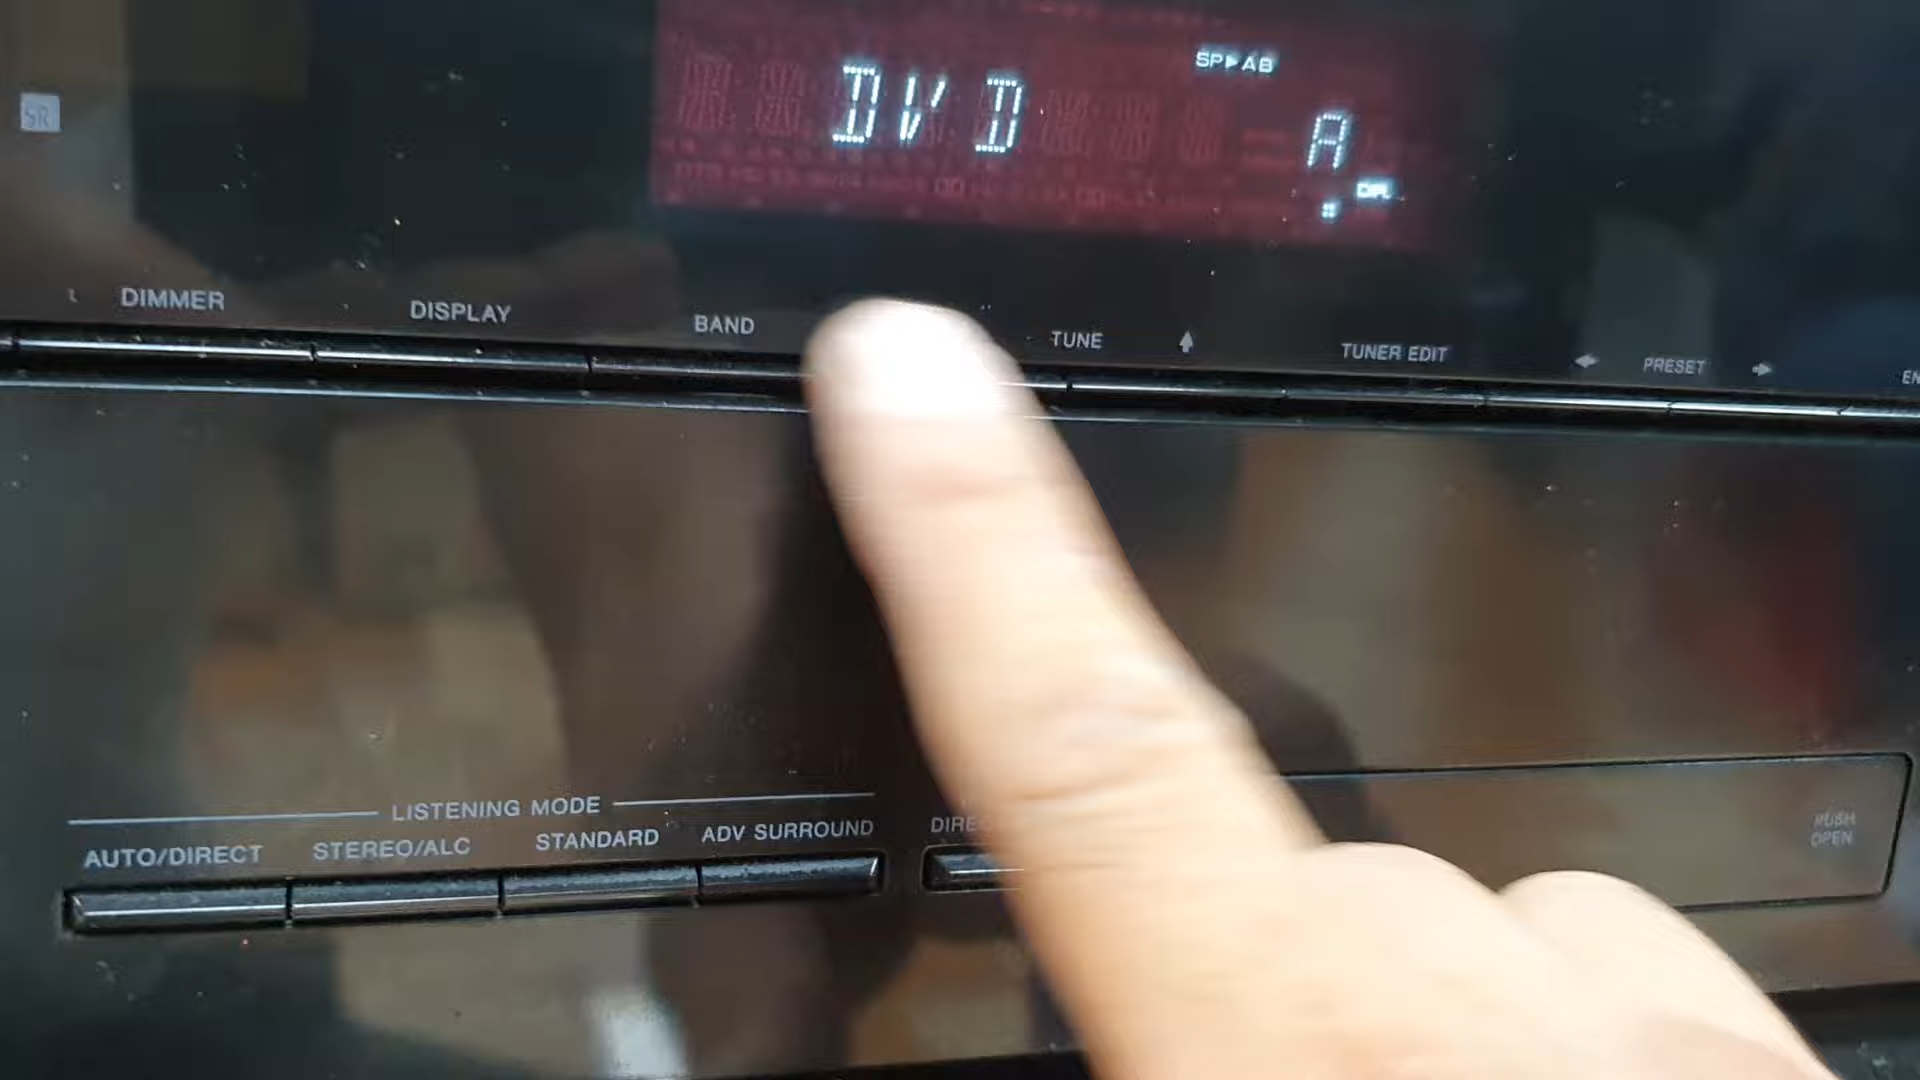 SP▶AB
DVD A
SR
DIMMER DISPLAY BAND TUNE TUNER EDIT PRESET
LISTENING MODE
AUTO/DIRECT STEREO/ALC STANDARD ADV SURROUND
PUSH
OPEN